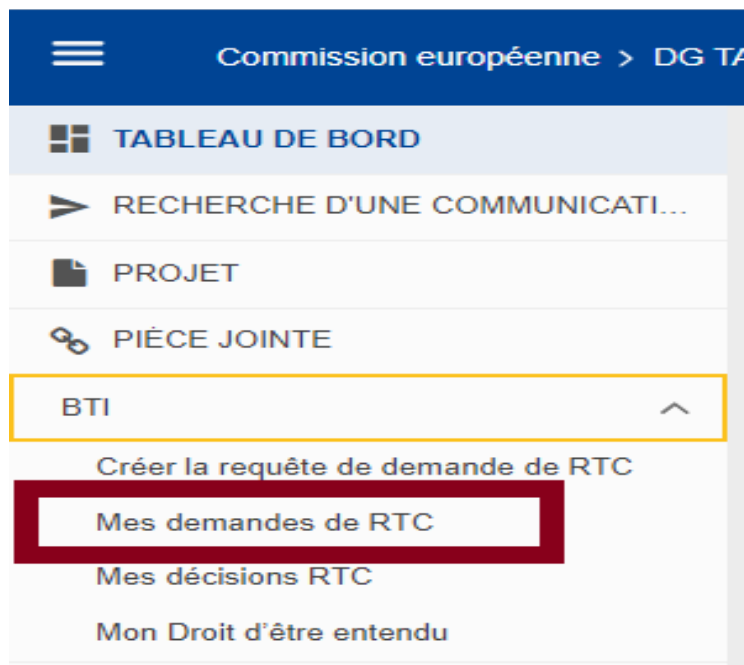 Commission européenne > DG TA
TABLEAU DE BORD
RECHERCHE D'UNE COMMUNICATI...
PROJET
PIÈCE JOINTE
BTI
Créer la requête de demande de RTC
Mes demandes de RTC
Mes décisions RTC
Mon Droit d’être entendu